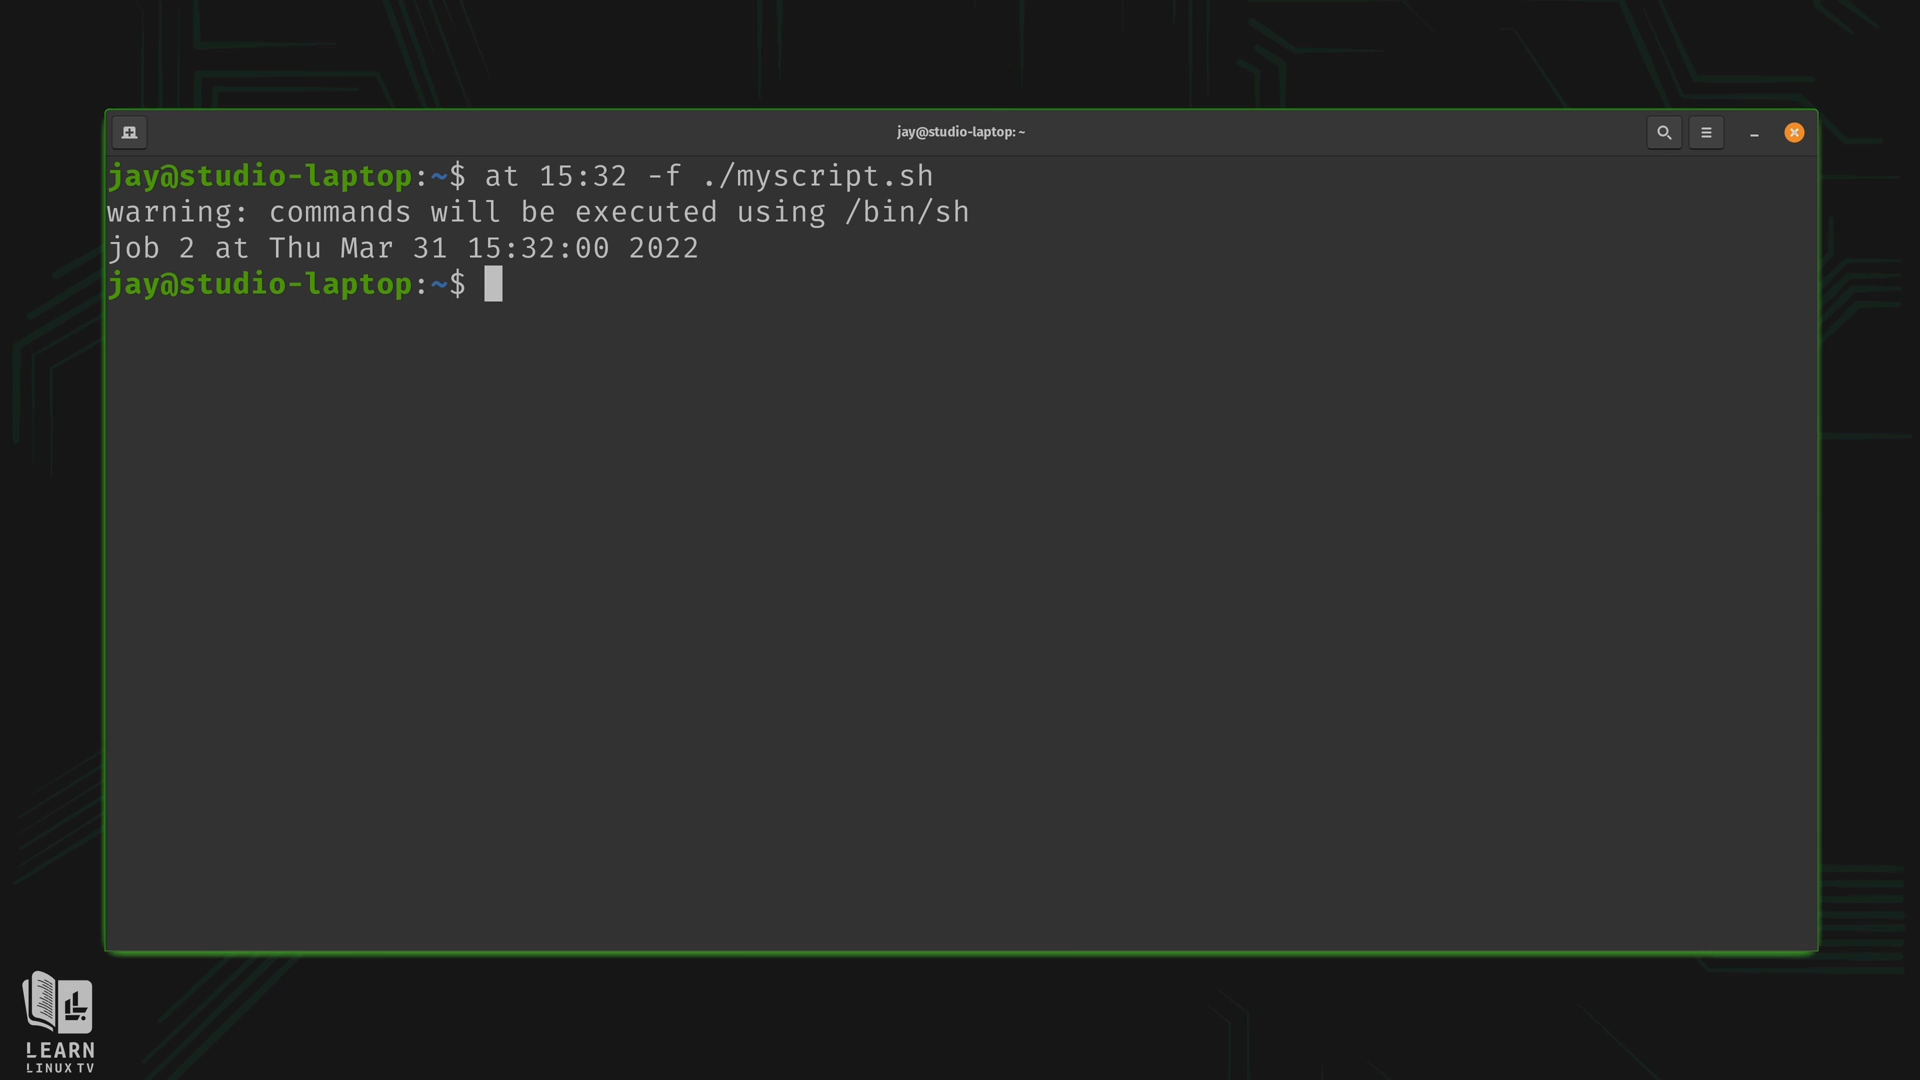 jay@studio-laptop: ~
jay@studio-laptop:~$ at 15:32 -f ./myscript.sh
warning: commands will be executed using /bin/sh
job 2 at Thu Mar 31 15:32:00 2022
jay@studio-laptop:~$
LEARN
LINUX TV